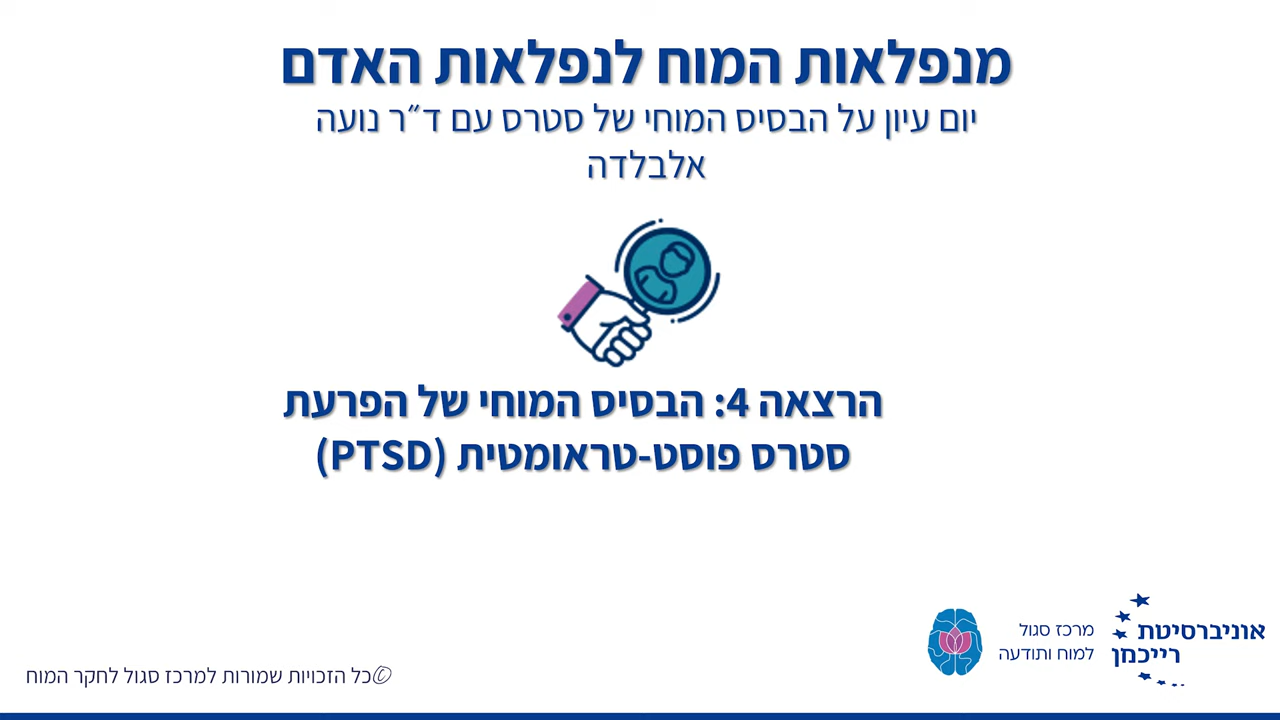 מנפלאות המוח לנפלאות האדם
יום עיון על הבסיס המוחי של סטרס עם ד״ר נועה
אלבלדה
הרצאה 4: הבסיס המוחי של הפרעת
סטרס פוסט-טראומטית (PTSD)
אוניברסיטת
רייכמן
מרכז סגול
למוח ותודעה
©כל הזכויות שמורות למרכז סגול לחקר המוח